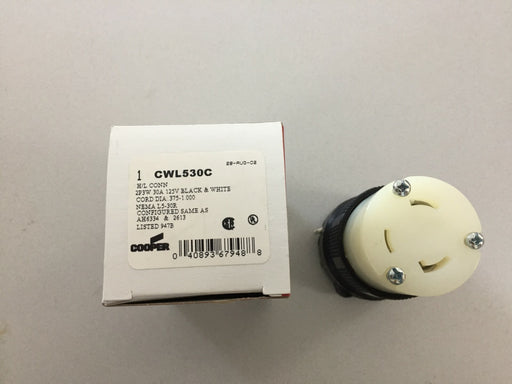 28-AUG-02
1 CWL530C
H/L CONN
2P3W 30A 125V BLACK & WHITE
CORD DIA: .375-1.000
NEMA L5-30R
CONFIGURED SAME AS
AH6334 & 2613
LISTED 947B
COOPER
0 40893 67948 8